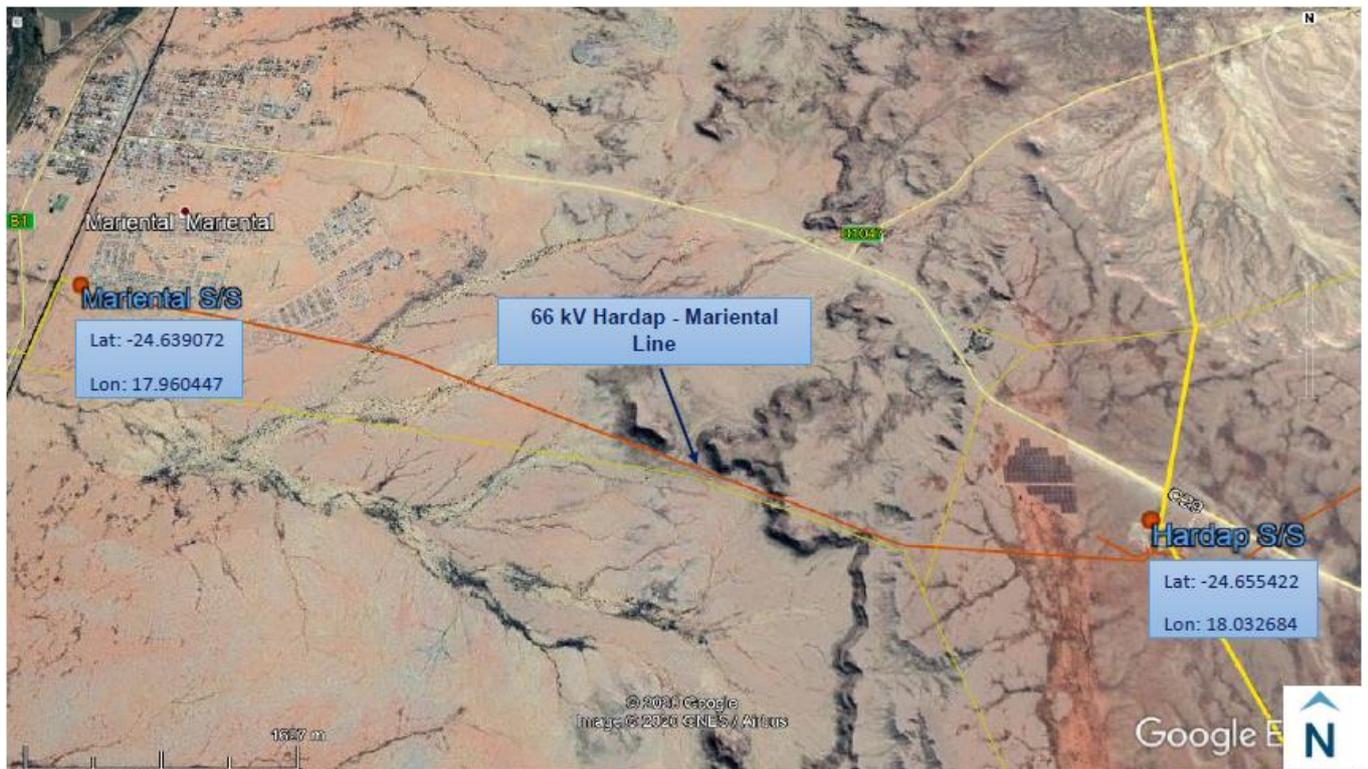 N
B1
Mariental Mariental
Mariental S/S
Lat: -24.639072
Lon: 17.960447
66 kV Hardap - Mariental
Line
C29
Hardap S/S
Lat: -24.655422
Lon: 18.032684
Google
Image © 2020 CNES / Airbus
1627 m
Google E
N